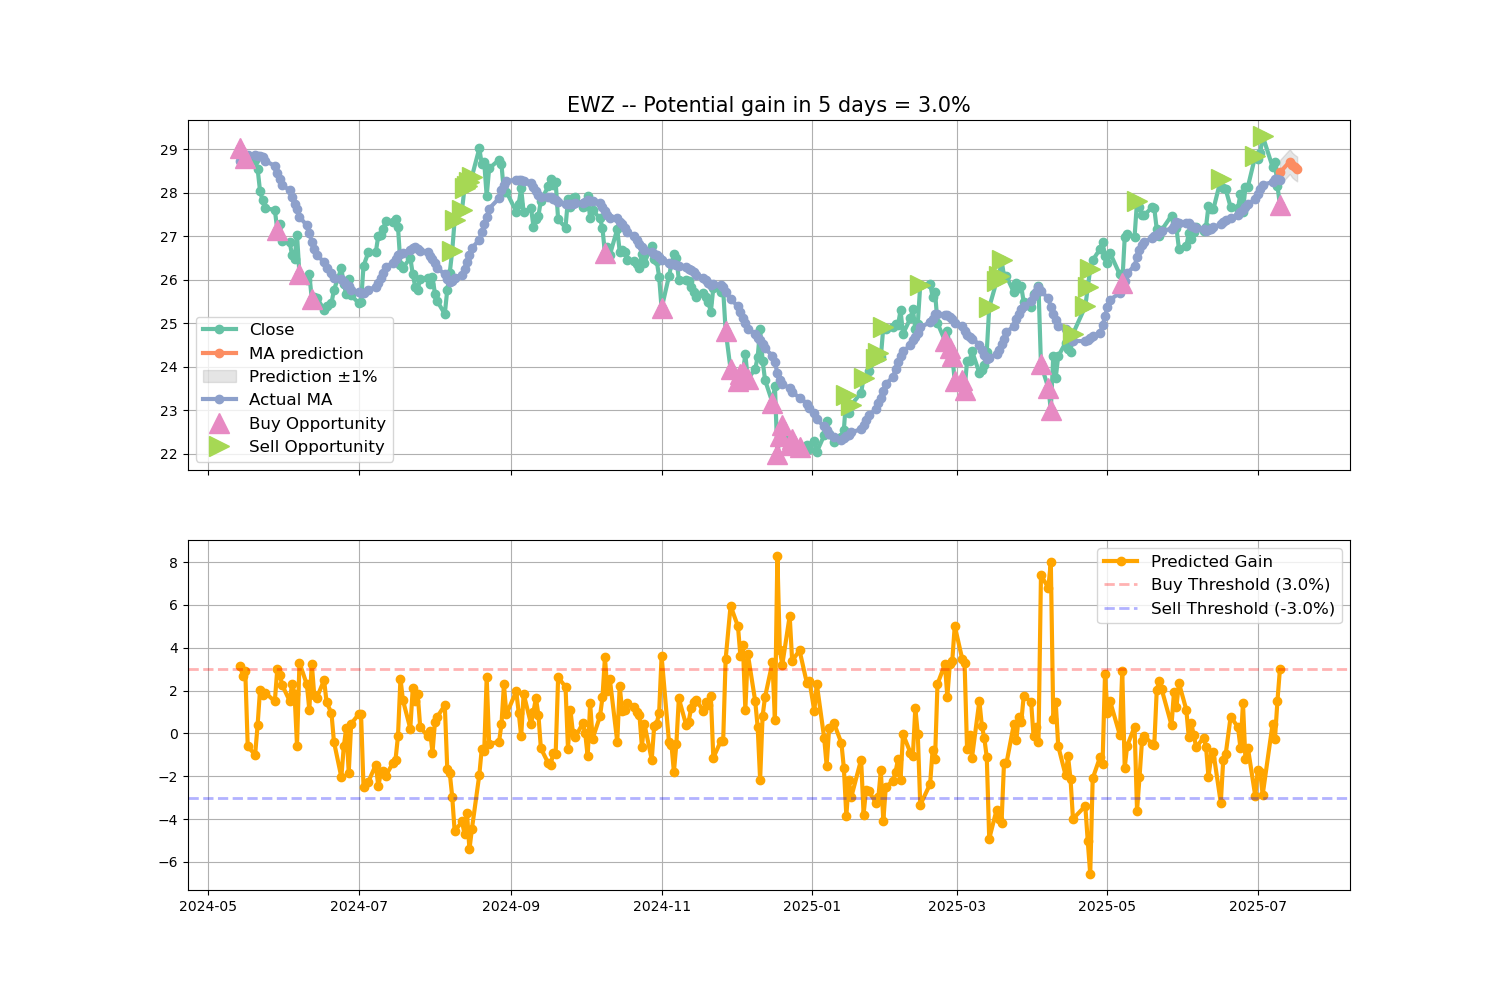 EWZ -- Potential gain in 5 days = 3.0%
29
28
27
26
25
24
23
22
Close
MA prediction
Prediction ±1%
Actual MA
Buy Opportunity
Sell Opportunity
8
6
4
2
0
−2
−4
−6
Predicted Gain
Buy Threshold (3.0%)
Sell Threshold (-3.0%)
2024-05
2024-07
2024-09
2024-11
2025-01
2025-03
2025-05
2025-07